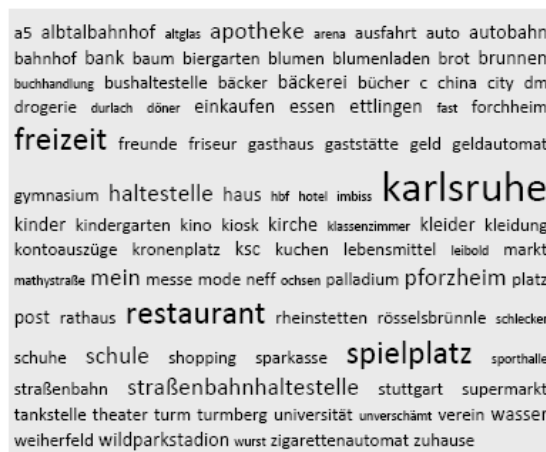 a5 albtalbahnhof altglas apotheke arena ausfahrt auto autobahn
bahnhof bank baum biergarten blumen blumenladen brot brunnen
buchhandlung bushaltestelle bäcker bäckerei bücher c china city dm
drogerie durlach döner einkaufen essen ettlingen fast forchheim
freizeit freunde friseur gasthaus gaststätte geld geldautomat
gymnasium haltestelle haus hbf hotel imbiss karlsruhe
kinder kindergarten kino kiosk kirche klassenzimmer kleider kleidung
kontoauszüge kronenplatz ksc kuchen lebensmittel leibold markt
mathystraße mein messe mode neff ochsen palladium pforzheim platz
post rathaus restaurant rheinstetten rösselsbrünnle schlecker
schuhe schule shopping sparkasse spielplatz sporthalle
straßenbahn straßenbahnhaltestelle stuttgart supermarkt
tankstelle theater turm turmberg universität unverschämt verein wasser
weiherfeld wildparkstadion wurst zigarettenautomat zuhause